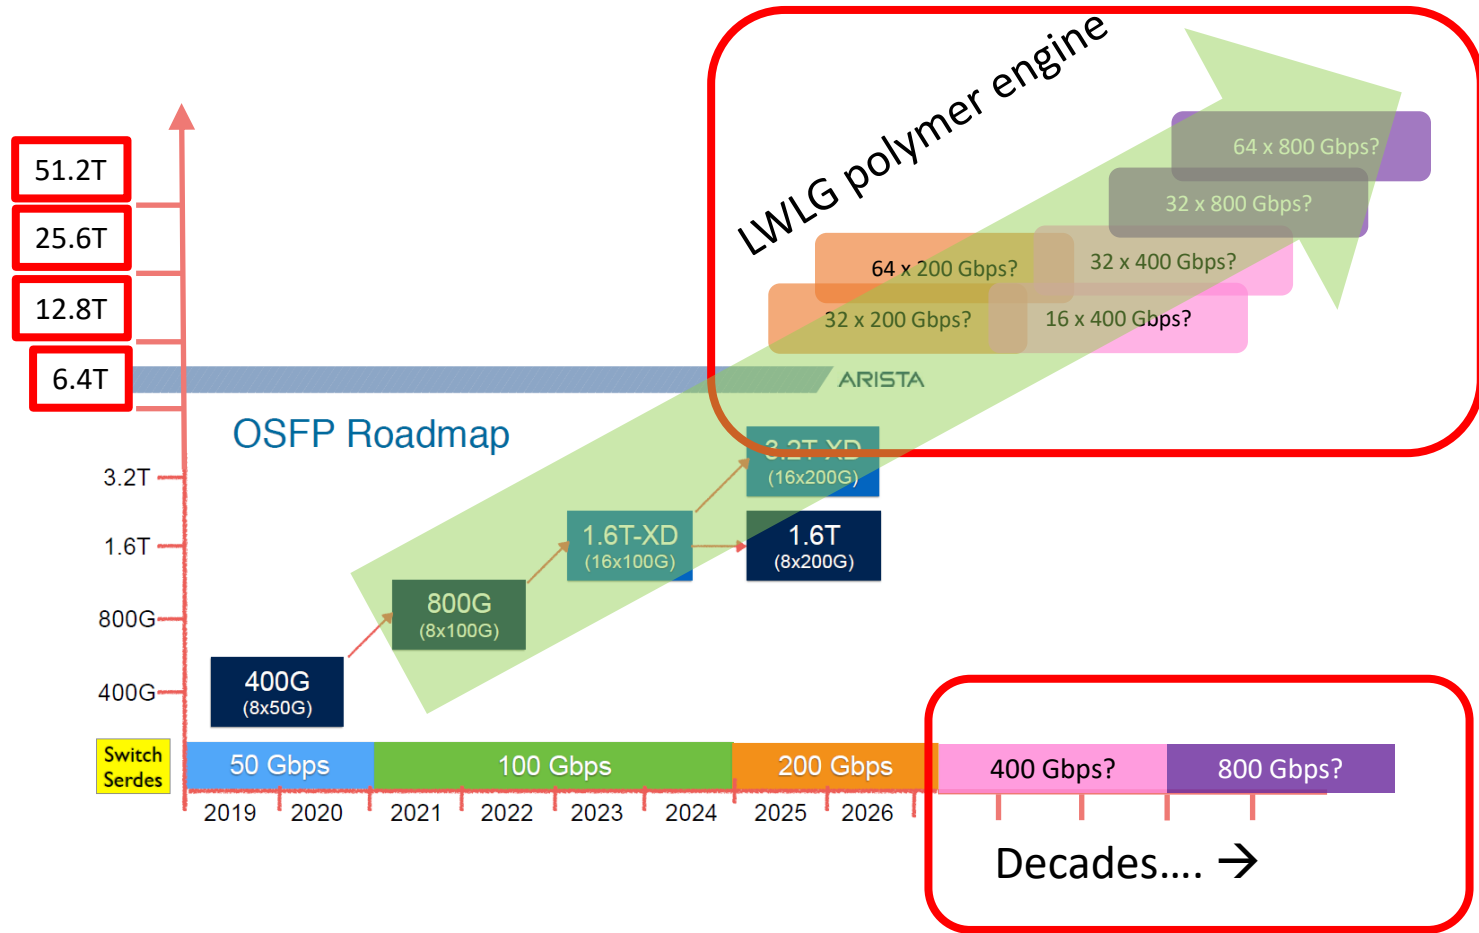 LWLG polymer engine
51.2T
25.6T
12.8T
6.4T
64 x 800 Gbps?
32 x 800 Gbps?
64 x 200 Gbps?
32 x 400 Gbps?
32 x 200 Gbps?
16 x 400 Gbps?
ARISTA
OSFP Roadmap
3.2T
1.6T
800G
400G
3.2T-XD
(16x200G)
1.6T-XD
(16x100G)
1.6T
(8x200G)
800G
(8x100G)
400G
(8x50G)
Switch
Serdes
50 Gbps
100 Gbps
200 Gbps
400 Gbps?
800 Gbps?
2019
2020
2021
2022
2023
2024
2025
2026
Decades.... →